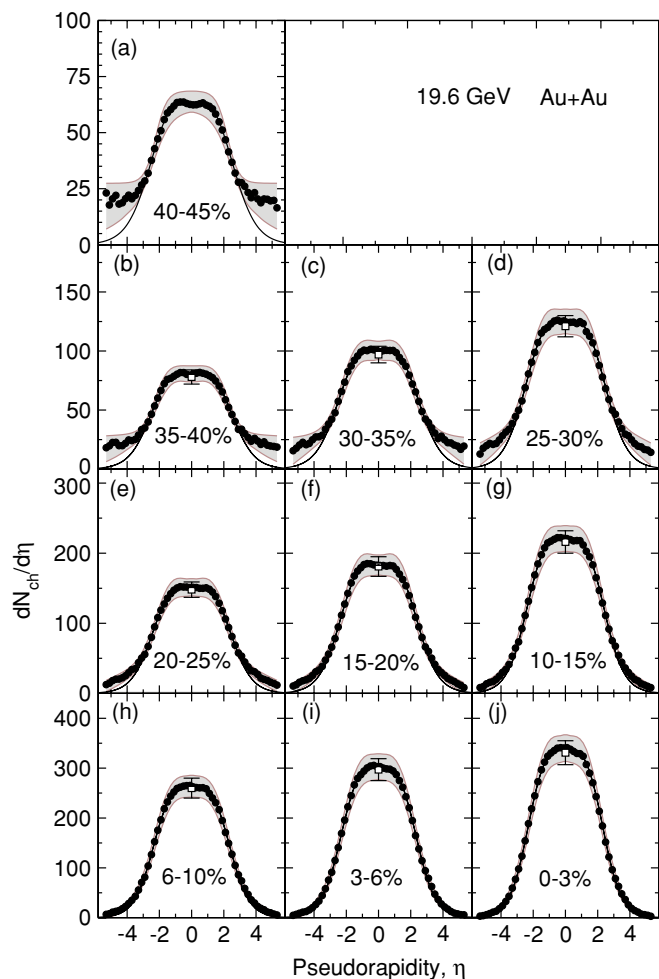 100
(a)
19.6 GeV Au+Au
75
50
25
40-45%
0
(b) (c) (d)
150
100
50
35-40% 30-35% 25-30%
0
300
(e) (f) (g)
200
dN_ch/dη
100
20-25% 15-20% 10-15%
0
400
(h) (i) (j)
300
200
100
6-10% 3-6% 0-3%
0
-4 -2 0 2 4 -4 -2 0 2 4 -4 -2 0 2 4
Pseudorapidity, η